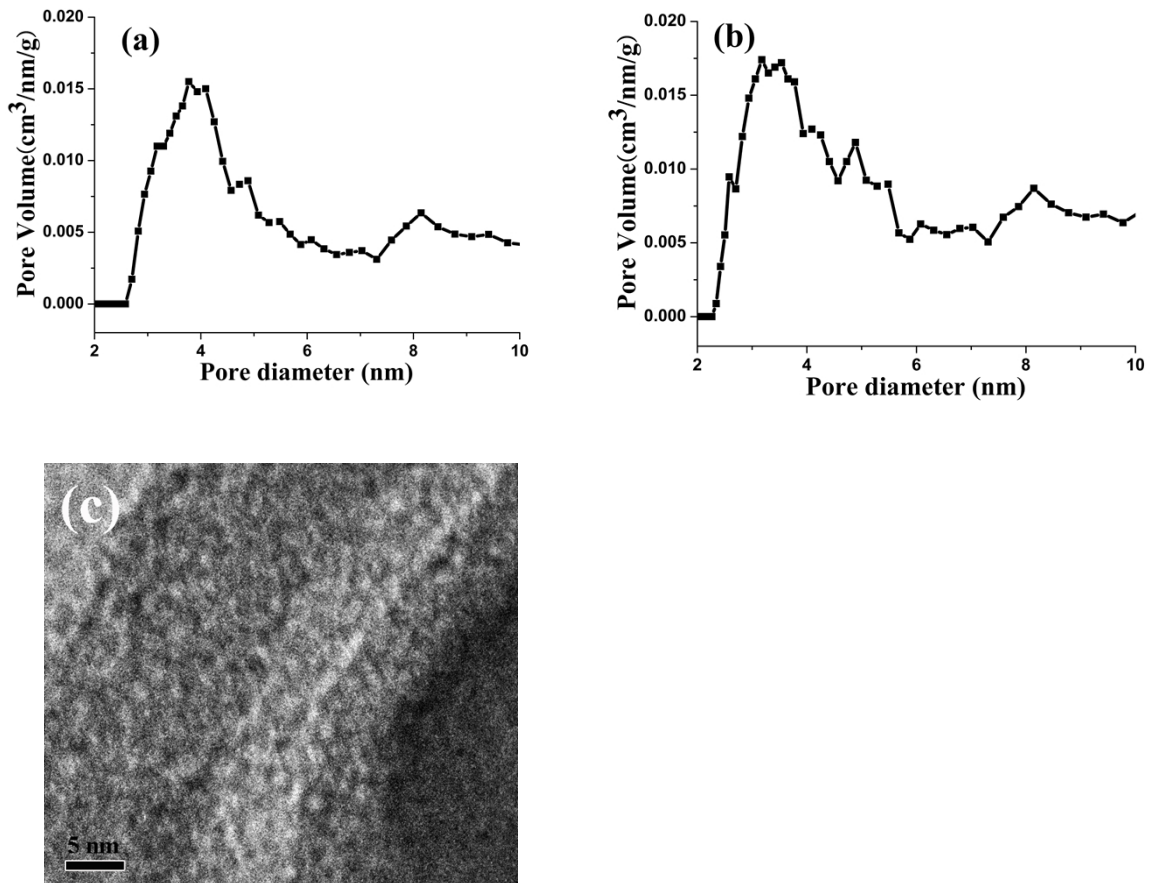 (a)
Pore Volume(cm³/nm/g)
0.020
0.015
0.010
0.005
0.000
2 4 6 8 10
Pore diameter (nm)
(b)
Pore Volume(cm³/nm/g)
0.020
0.015
0.010
0.005
0.000
2 4 6 8 10
Pore diameter (nm)
(c)
5 nm